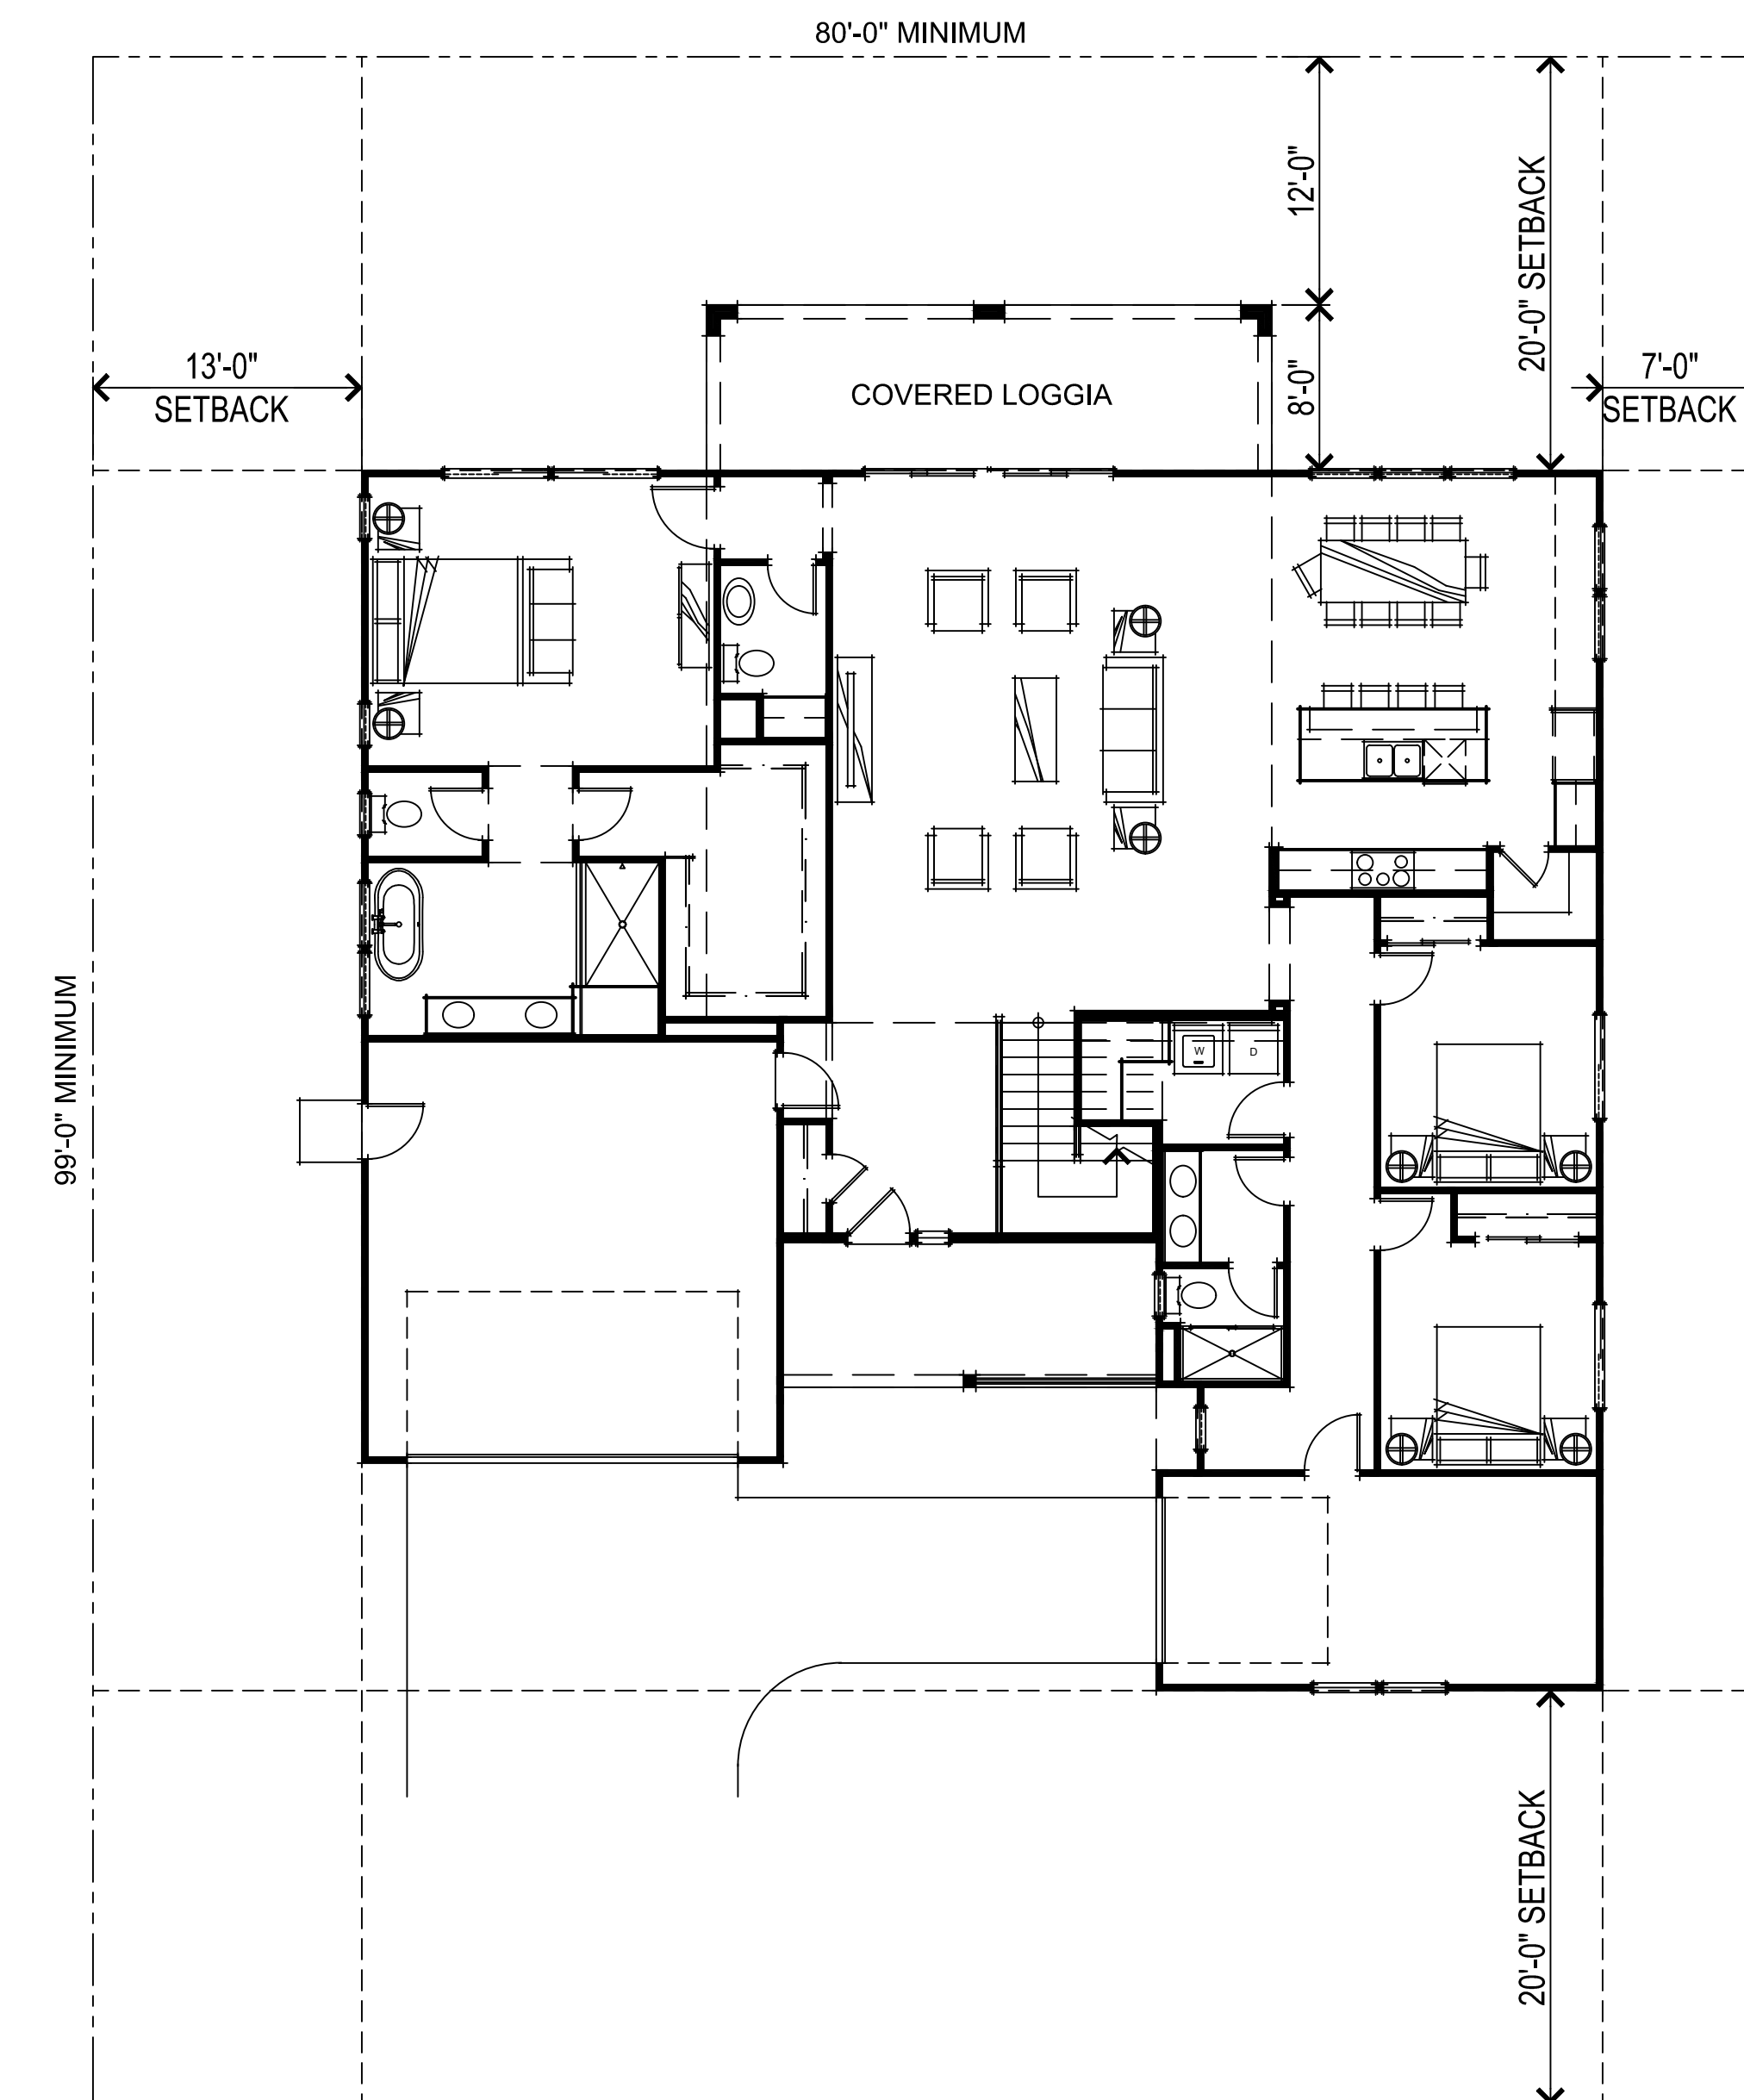 80'-0" MINIMUM
12'-0"
20'-0" SETBACK
13'-0"
SETBACK
8'-0"
7'-0"
SETBACK
COVERED LOGGIA
99'-0" MINIMUM
W
D
20'-0" SETBACK